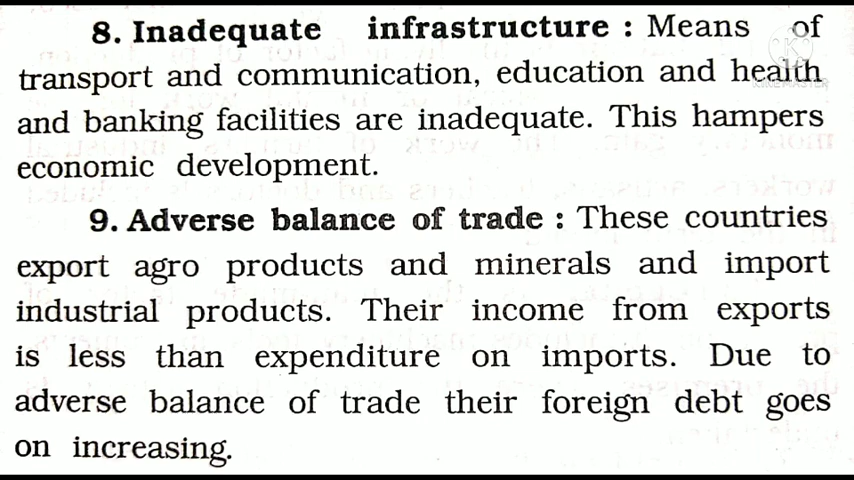 8. Inadequate infrastructure : Means of
transport and communication, education and health
and banking facilities are inadequate. This hampers
economic development.
9. Adverse balance of trade : These countries
export agro products and minerals and import
industrial products. Their income from exports
is less than expenditure on imports. Due to
adverse balance of trade their foreign debt goes
on increasing.
KINEMASTER